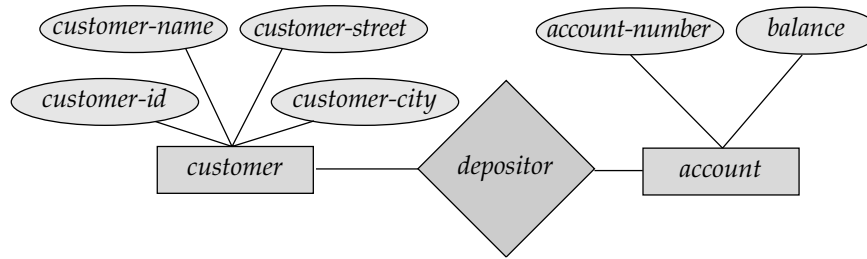 customer-name
customer-street
account-number
balance
customer-id
customer-city
customer
depositor
account